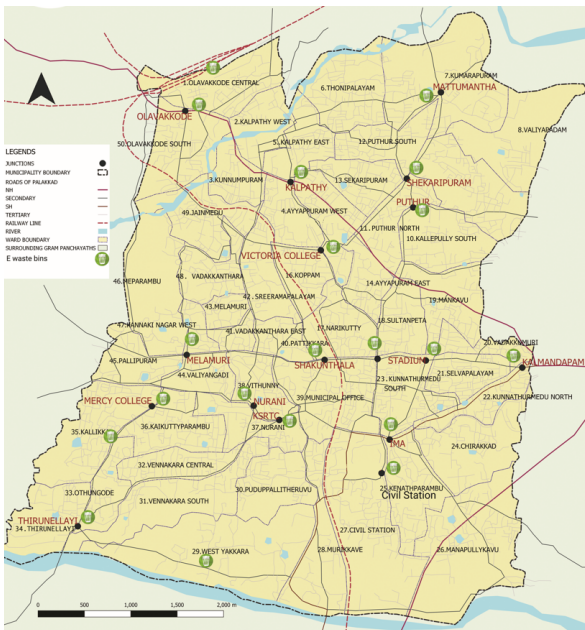 1.OLAVAKKODE CENTRAL
7.KUMARAPURAM
6.THONIPALAYAM
MATTUMANTHA
OLAVAKKODE
2.KALPATHY WEST
8.VALIYAPADAM
50.OLAVAKKODE SOUTH
5.KALPATHY EAST
12.PUTHUR SOUTH
LEGENDS
JUNCTIONS
MUNICIPALITY BOUNDARY
ROADS OF PALAKKAD
NH
SECONDARY
SH
TERTIARY
RAILWAY LINE
RIVER
WARD BOUNDARY
SURROUNDING GRAM PANCHAYATHS
E waste bins
3.KUNNUMPURAM
KALPATHY
13.SEKARIPURAM
SHEKARIPURAM
PUTHUR
49.JAINMEDU
4.AYYAPPURAM WEST
11.PUTHUR NORTH
10.KALLEPULLY SOUTH
VICTORIA COLLEGE
48. VADAKKANTHARA
16.KOPPAM
46.MEPARAMBU
14.AYYAPURAM EAST
42.SREERAMAPALAYAM
43.MELAMURI
19.MANKAVU
47.KANNAKI NAGAR WEST
41.VADAKKANTHARA EAST
17.NARIKUTTY
18.SULTANPETA
40.PATTIKKARA
20.VADAKKUMURI
45.PALLIPURAM
MELAMURI
SHAKUNTHALA
STADIUM
KALMANDAPAM
44.VALIYANGADI
21.SELVAPALAYAM
38.VITHUNNY
23.KUNNATHURMEDU
SOUTH
MERCY COLLEGE
NURANI
39.MUNICIPAL OFFICE
22.KUNNATHURMEDU NORTH
KSRTC
36.KAIKUTTYPARAMBU
37.NURANI
35.KALLIKK
IMA
24.CHIRAKKAD
32.VENNAKARA CENTRAL
25.KENATHPARAMBU
Civil Station
33.OTHUNGODE
30.PUDUPPALLITHERUVU
31.VENNAKARA SOUTH
THIRUNELLAYI
34.THIRUNELLAYI
27.CIVIL STATION
29.WEST YAKKARA
28.MURIKKAVE
26.MANAPULLYKAVU
0 500 1,000 1,500 2,000 m